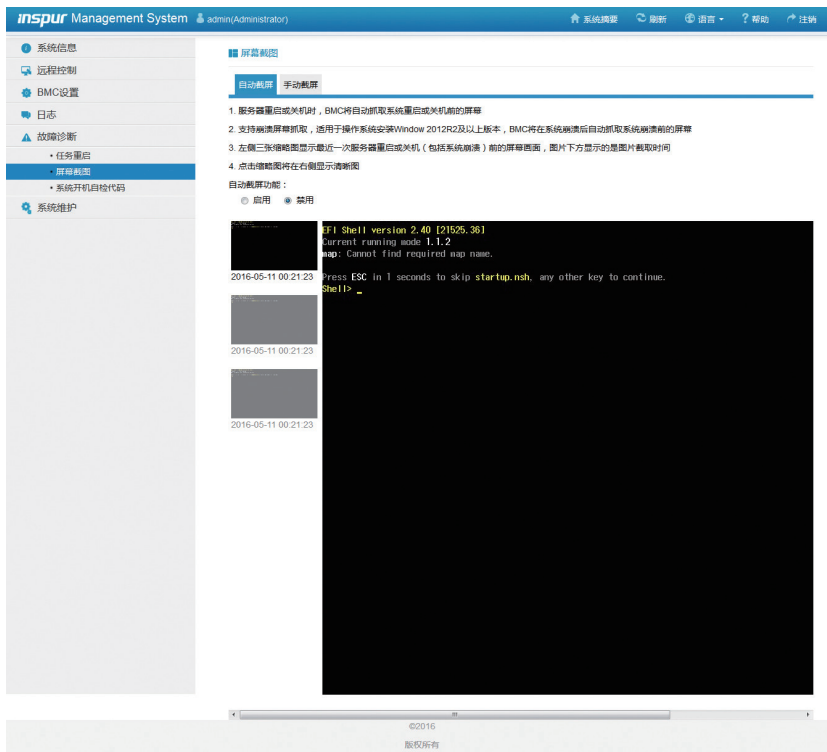 inspur Management System admin(Administrator) 系统摘要 刷新 语言 帮助 注销
系统信息
远程控制
BMC设置
日志
故障诊断
• 任务重启
• 屏幕截图
• 系统开机自检代码
系统维护
屏幕截图
自动截屏 手动截屏
1. 服务器重启或关机时，BMC将自动抓取系统重启或关机前的屏幕
2. 支持崩溃屏幕抓取，适用于操作系统安装Window 2012R2及以上版本，BMC将在系统崩溃后自动抓取系统崩溃前的屏幕
3. 左侧三张缩略图显示最近一次服务器重启或关机（包括系统崩溃）前的屏幕画面，图片下方显示的是图片截取时间
4. 点击缩略图将在右侧显示清晰图
自动截屏功能：
启用 禁用
2016-05-11 00:21:23
2016-05-11 00:21:23
2016-05-11 00:21:23
EFI Shell version 2.40 [21525.36]
Current running mode 1.1.2
map: Cannot find required map name.
Press ESC in 1 seconds to skip startup.nsh, any other key to continue.
Shell> _
©2016
版权所有